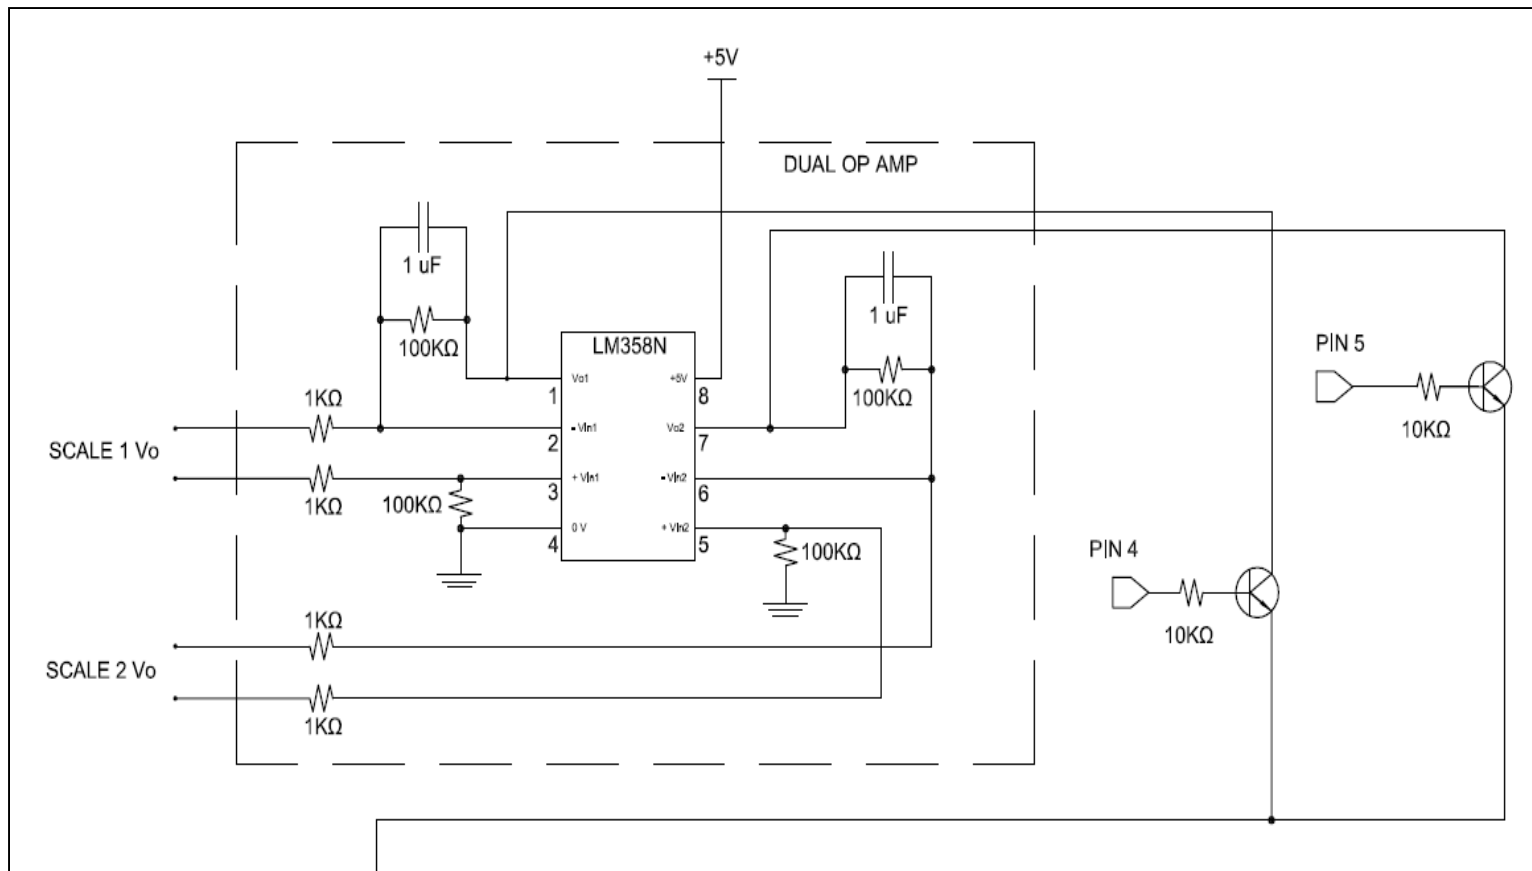 +5V
DUAL OP AMP
1 uF
1 uF
100KΩ
LM358N
PIN 5
Vo1
+5V
1
8
100KΩ
1KΩ
10KΩ
- VIn1
Vo2
2
7
SCALE 1 Vo
+ VIn1
- VIn2
3
6
1KΩ
100KΩ
0 V
+ VIn2
4
5
100KΩ
PIN 4
1KΩ
10KΩ
SCALE 2 Vo
1KΩ